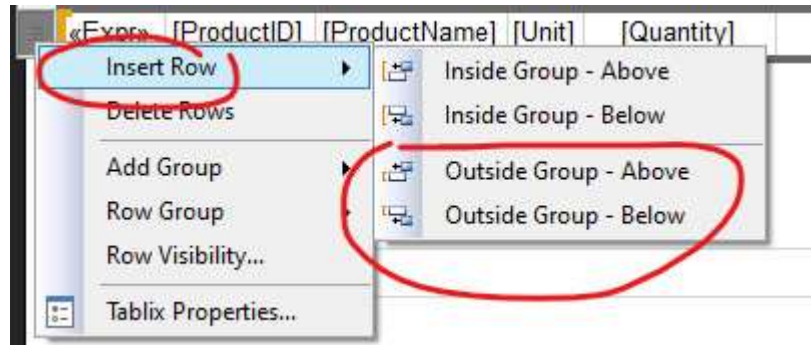 «Expr» [ProductID] [ProductName] [Unit] [Quantity]
Insert Row
Delete Rows
Add Group
Row Group
Row Visibility...
Tablix Properties...
Inside Group - Above
Inside Group - Below
Outside Group - Above
Outside Group - Below